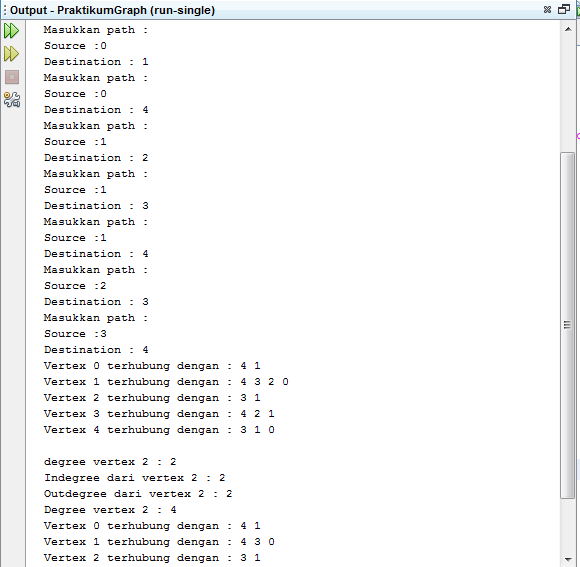 Output - PraktikumGraph (run-single)
Masukkan path :
Source :0
Destination : 1
Masukkan path :
Source :0
Destination : 4
Masukkan path :
Source :1
Destination : 2
Masukkan path :
Source :1
Destination : 3
Masukkan path :
Source :1
Destination : 4
Masukkan path :
Source :2
Destination : 3
Masukkan path :
Source :3
Destination : 4
Vertex 0 terhubung dengan : 4 1
Vertex 1 terhubung dengan : 4 3 2 0
Vertex 2 terhubung dengan : 3 1
Vertex 3 terhubung dengan : 4 2 1
Vertex 4 terhubung dengan : 3 1 0
degree vertex 2 : 2
Indegree dari vertex 2 : 2
Outdegree dari vertex 2 : 2
Degree vertex 2 : 4
Vertex 0 terhubung dengan : 4 1
Vertex 1 terhubung dengan : 4 3 0
Vertex 2 terhubung dengan : 3 1